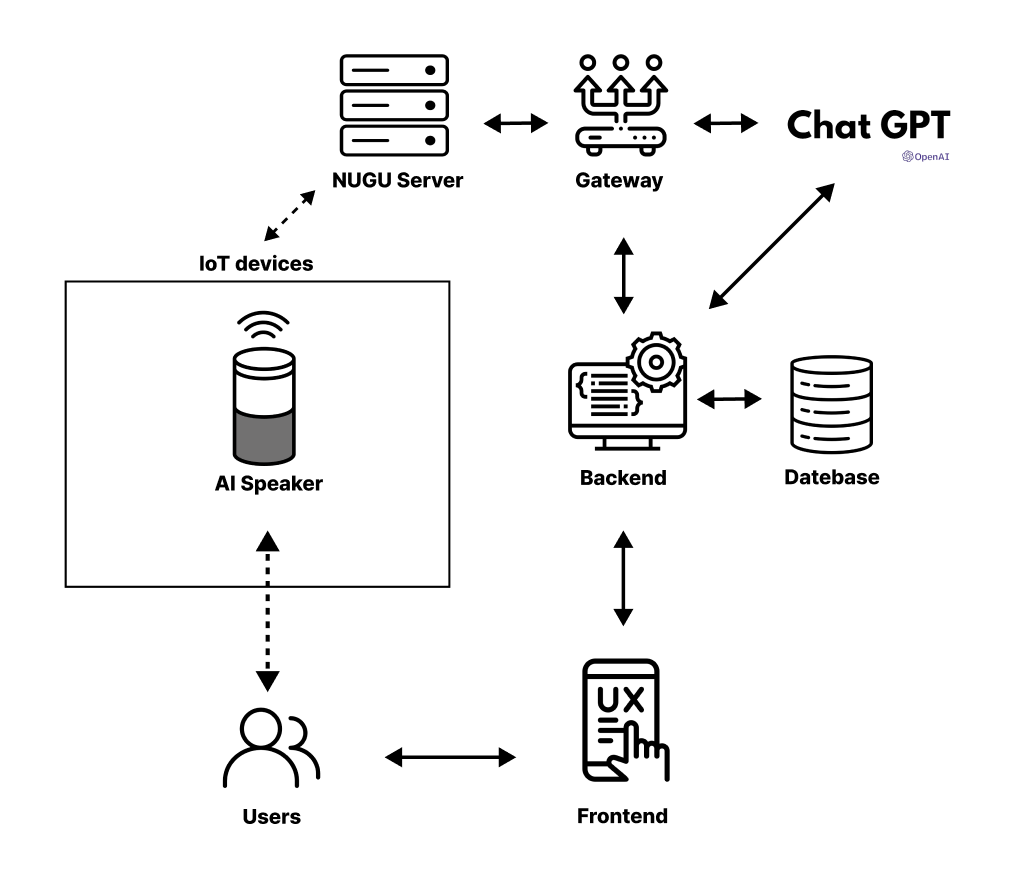 Chat GPT
OpenAI
NUGU Server
Gateway
IoT devices
AI Speaker
Backend
Datebase
UX
Users
Frontend